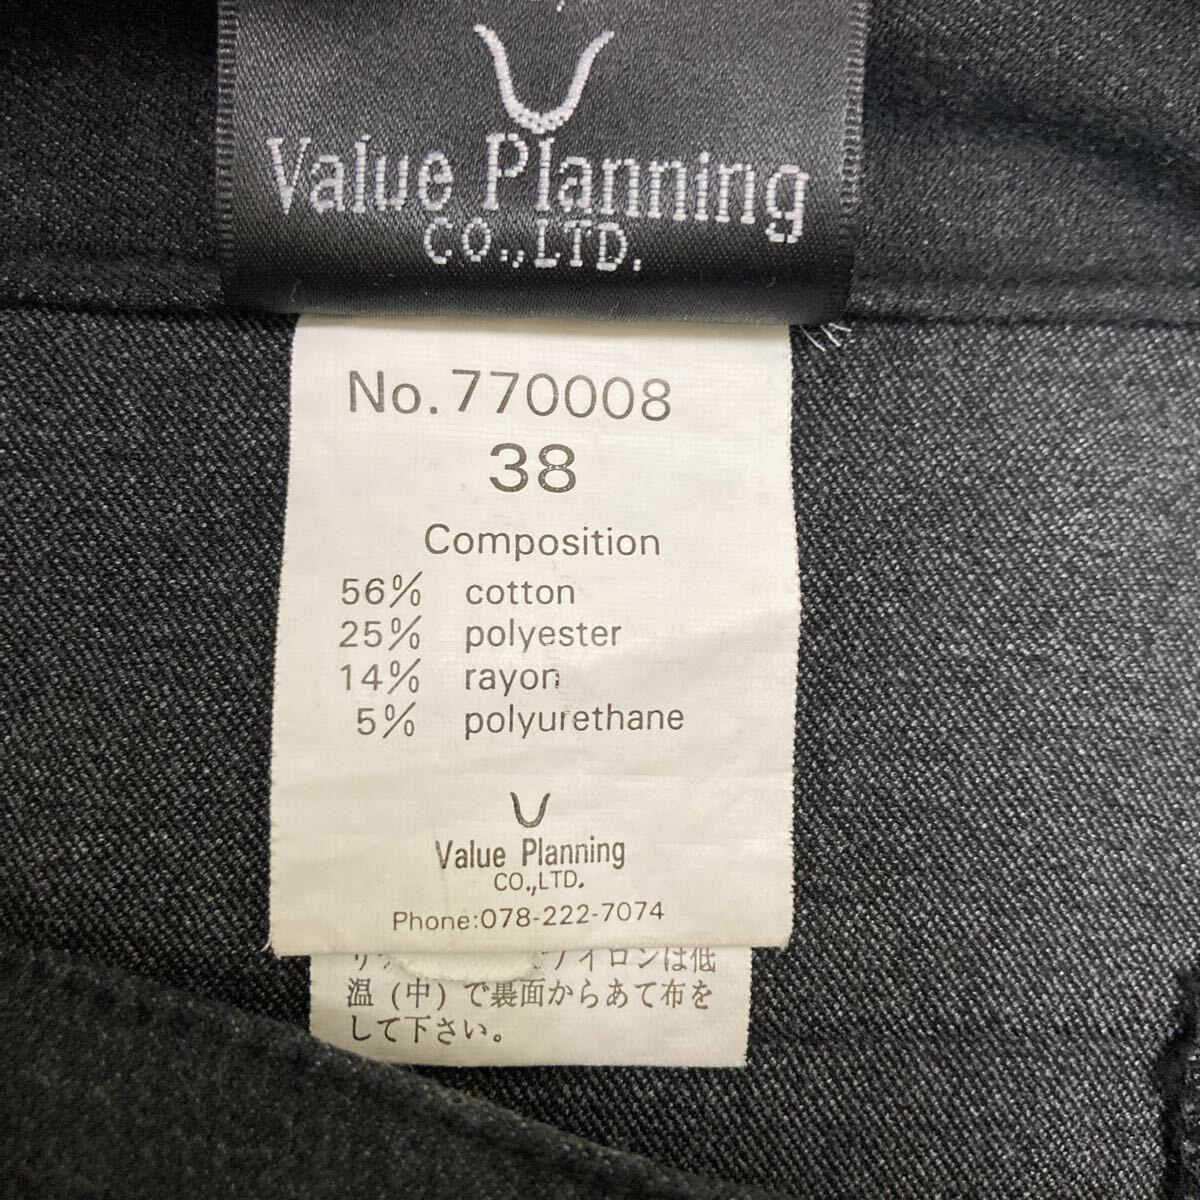 Value Planning
CO.,LTD.
No.770008
38
Composition
56% cotton
25% polyester
14% rayon
5% polyurethane
Value Planning
CO.,LTD.
Phone:078-222-7074
アイロンは低
温(中)で裏面からあて布を
して下さい。